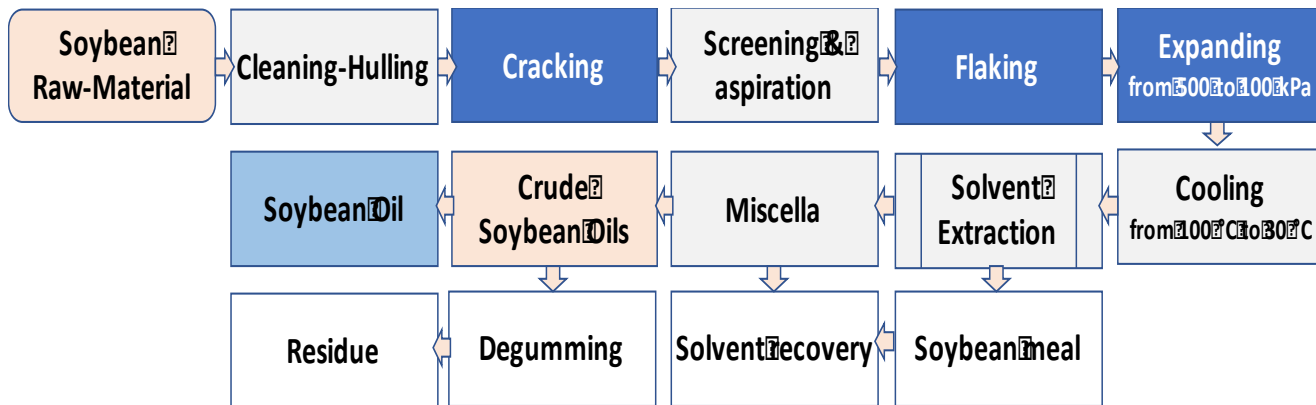 Soybean
Raw-Material
Cleaning-Hulling
Cracking
Screening &
aspiration
Flaking
Expanding
from 500 to 100 kPa
Soybean Oil
Crude
Soybean Oils
Miscella
Solvent
Extraction
Cooling
from 100 °C to 30 °C
Residue
Degumming
Solvent recovery
Soybean meal